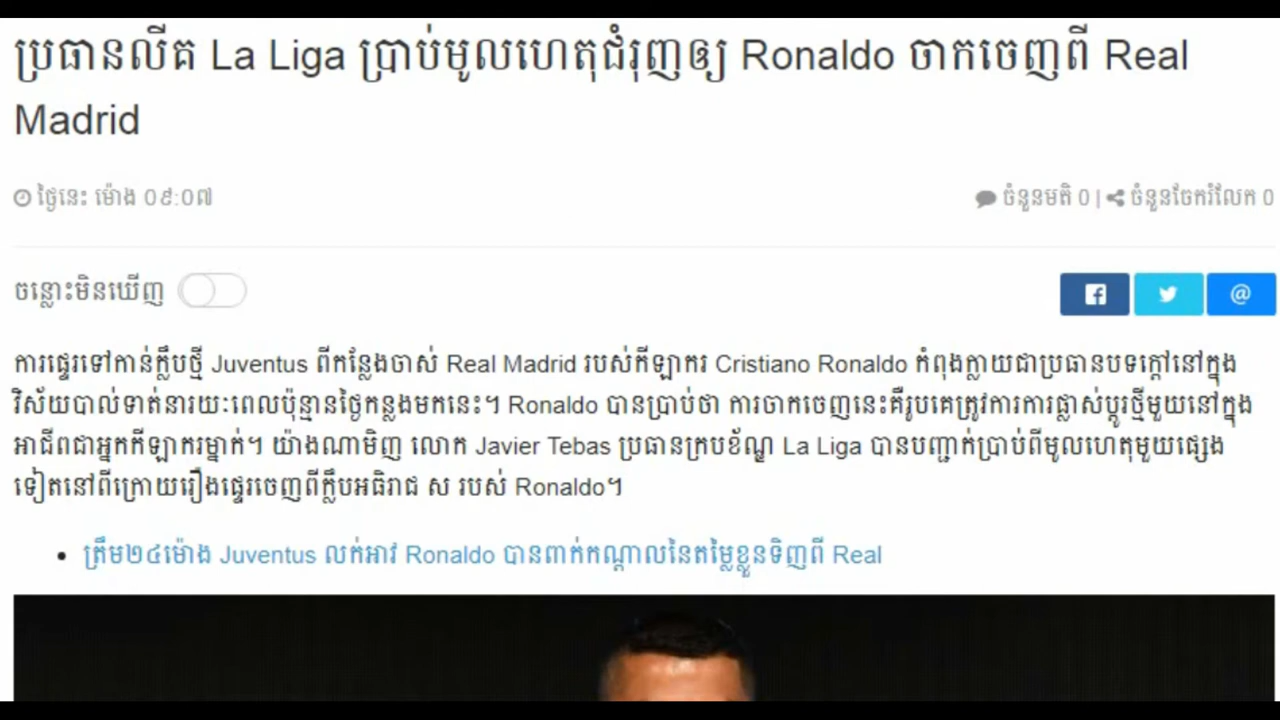 ប្រធានលីគ La Liga ប្រាប់មូលហេតុជំរុញឲ្យ Ronaldo ចាកចេញពី Real
Madrid
ថ្ងៃនេះ ម៉ោង ០៩:០៧
ចំនួនមតិ 0 | ចំនួនចែករំលែក 0
ចន្លោះមិនឃើញ
@
ការផ្ទេរទៅកាន់ក្លឹបថ្មី Juventus ពីកន្លែងចាស់ Real Madrid របស់កីឡាករ Cristiano Ronaldo កំពុងក្លាយជាប្រធានបទក្តៅនៅក្នុង
វិស័យបាល់ទាត់នារយៈពេលប៉ុន្មានថ្ងៃកន្លងមកនេះ។ Ronaldo បានប្រាប់ថា ការចាកចេញនេះគឺរូបគេត្រូវការការផ្លាស់ប្តូរថ្មីមួយនៅក្នុង
អាជីពជាអ្នកកីឡាករម្នាក់។ យ៉ាងណាមិញ លោក Javier Tebas ប្រធានក្របខ័ណ្ឌ La Liga បានបញ្ជាក់ប្រាប់ពីមូលហេតុមួយផ្សេង
ទៀតនៅពីក្រោយរឿងផ្ទេរចេញពីក្លឹបអធិរាជ ស របស់ Ronaldo។
• ត្រឹម២៤ម៉ោង Juventus លក់អាវ Ronaldo បានពាក់កណ្តាលនៃតម្លៃខ្លួនទិញពី Real